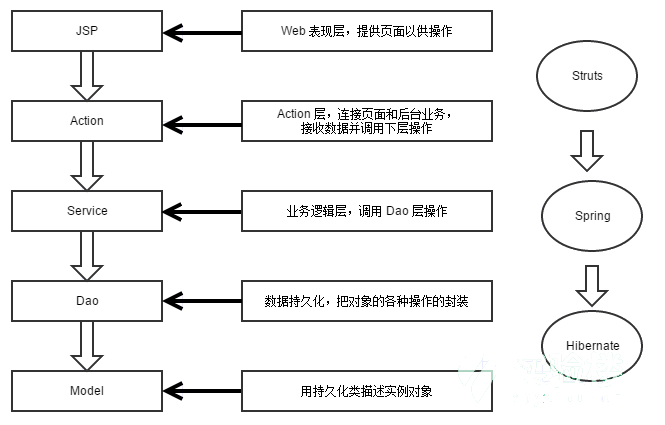 JSP
Web 表现层，提供页面以供操作
Struts
Action
Action 层，连接页面和后台业务，
接收数据并调用下层操作
Service
业务逻辑层，调用 Dao 层操作
Spring
Dao
数据持久化，把对象的各种操作的封装
Hibernate
Model
用持久化类描述实例对象